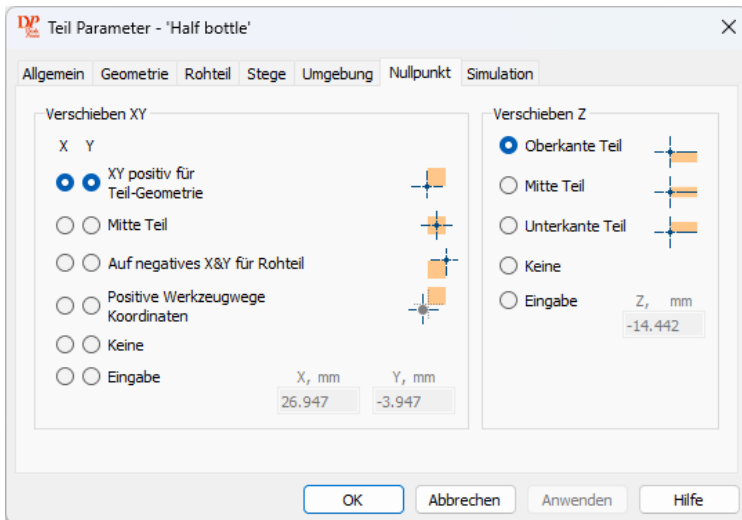 Teil Parameter - 'Half bottle'
Allgemein Geometrie Rohteil Stege Umgebung Nullpunkt Simulation
Verschieben XY
X Y
XY positiv für
Teil-Geometrie
Mitte Teil
Auf negatives X&Y für Rohteil
Positive Werkzeugwege
Koordinaten
Keine
Eingabe
X, mm Y, mm
26.947 -3.947
Verschieben Z
Oberkante Teil
Mitte Teil
Unterkante Teil
Keine
Eingabe Z, mm
-14.442
OK Abbrechen Anwenden Hilfe